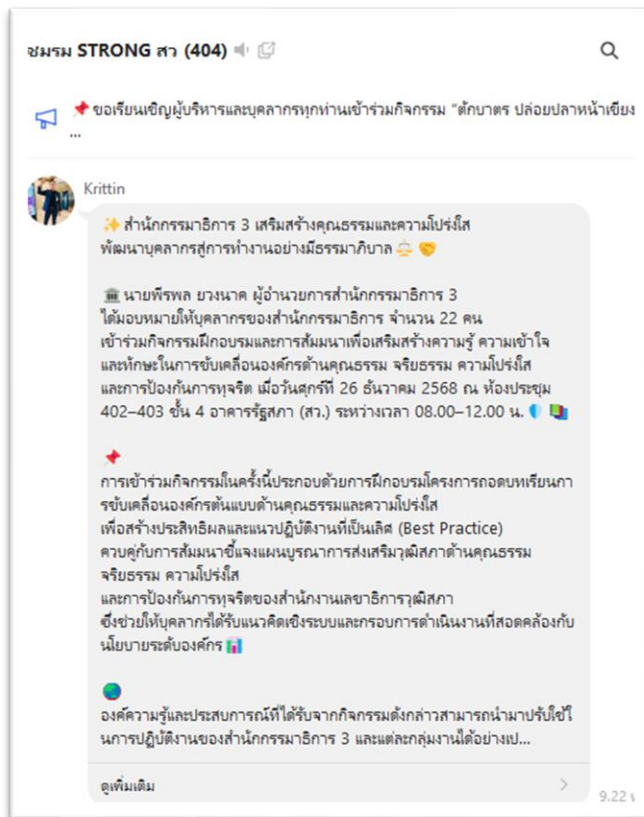 ชมรม STRONG สว (404)
📌 ขอเรียนเชิญผู้บริหารและบุคลากรทุกท่านเข้าร่วมกิจกรรม “ตักบาตร ปล่อยปลาหน้าเขียง
...
Krittin
✨ สำนักกรรมาธิการ 3 เสริมสร้างคุณธรรมและความโปร่งใส
พัฒนาบุคลากรสู่การทำงานอย่างมีธรรมาภิบาล ⚖️ 🤝
🏛️ นายพีรพล ยวงนาค ผู้อำนวยการสำนักกรรมาธิการ 3
ได้มอบหมายให้บุคลากรของสำนักกรรมาธิการ จำนวน 22 คน
เข้าร่วมกิจกรรมฝึกอบรมและการสัมมนาเพื่อเสริมสร้างความรู้ ความเข้าใจ
และทักษะในการขับเคลื่อนองค์กรด้านคุณธรรม จริยธรรม ความโปร่งใส
และการป้องกันการทุจริต เมื่อวันศุกร์ที่ 26 ธันวาคม 2568 ณ ห้องประชุม
402–403 ชั้น 4 อาคารรัฐสภา (สว.) ระหว่างเวลา 08.00–12.00 น.
📌
การเข้าร่วมกิจกรรมในครั้งนี้ประกอบด้วยการฝึกอบรมโครงการถอดบทเรียนกา
รขับเคลื่อนองค์กรต้นแบบด้านคุณธรรมและความโปร่งใส
เพื่อสร้างประสิทธิผลและแนวปฏิบัติงานที่เป็นเลิศ (Best Practice)
ควบคู่กับการสัมมนาชี้แจงแผนบูรณาการส่งเสริมวุฒิสภาด้านคุณธรรม
จริยธรรม ความโปร่งใส
และการป้องกันการทุจริตของสำนักงานเลขาธิการวุฒิสภา
ซึ่งช่วยให้บุคลากรได้รับแนวคิดเชิงระบบและกรอบการดำเนินงานที่สอดคล้องกับ
นโยบายระดับองค์กร 📊
องค์ความรู้และประสบการณ์ที่ได้รับจากกิจกรรมดังกล่าวสามารถนำมาปรับใช้ใ
นการปฏิบัติงานของสำนักกรรมาธิการ 3 และแต่ละกลุ่มงานได้อย่างเป...
ดูเพิ่มเติม
9.22